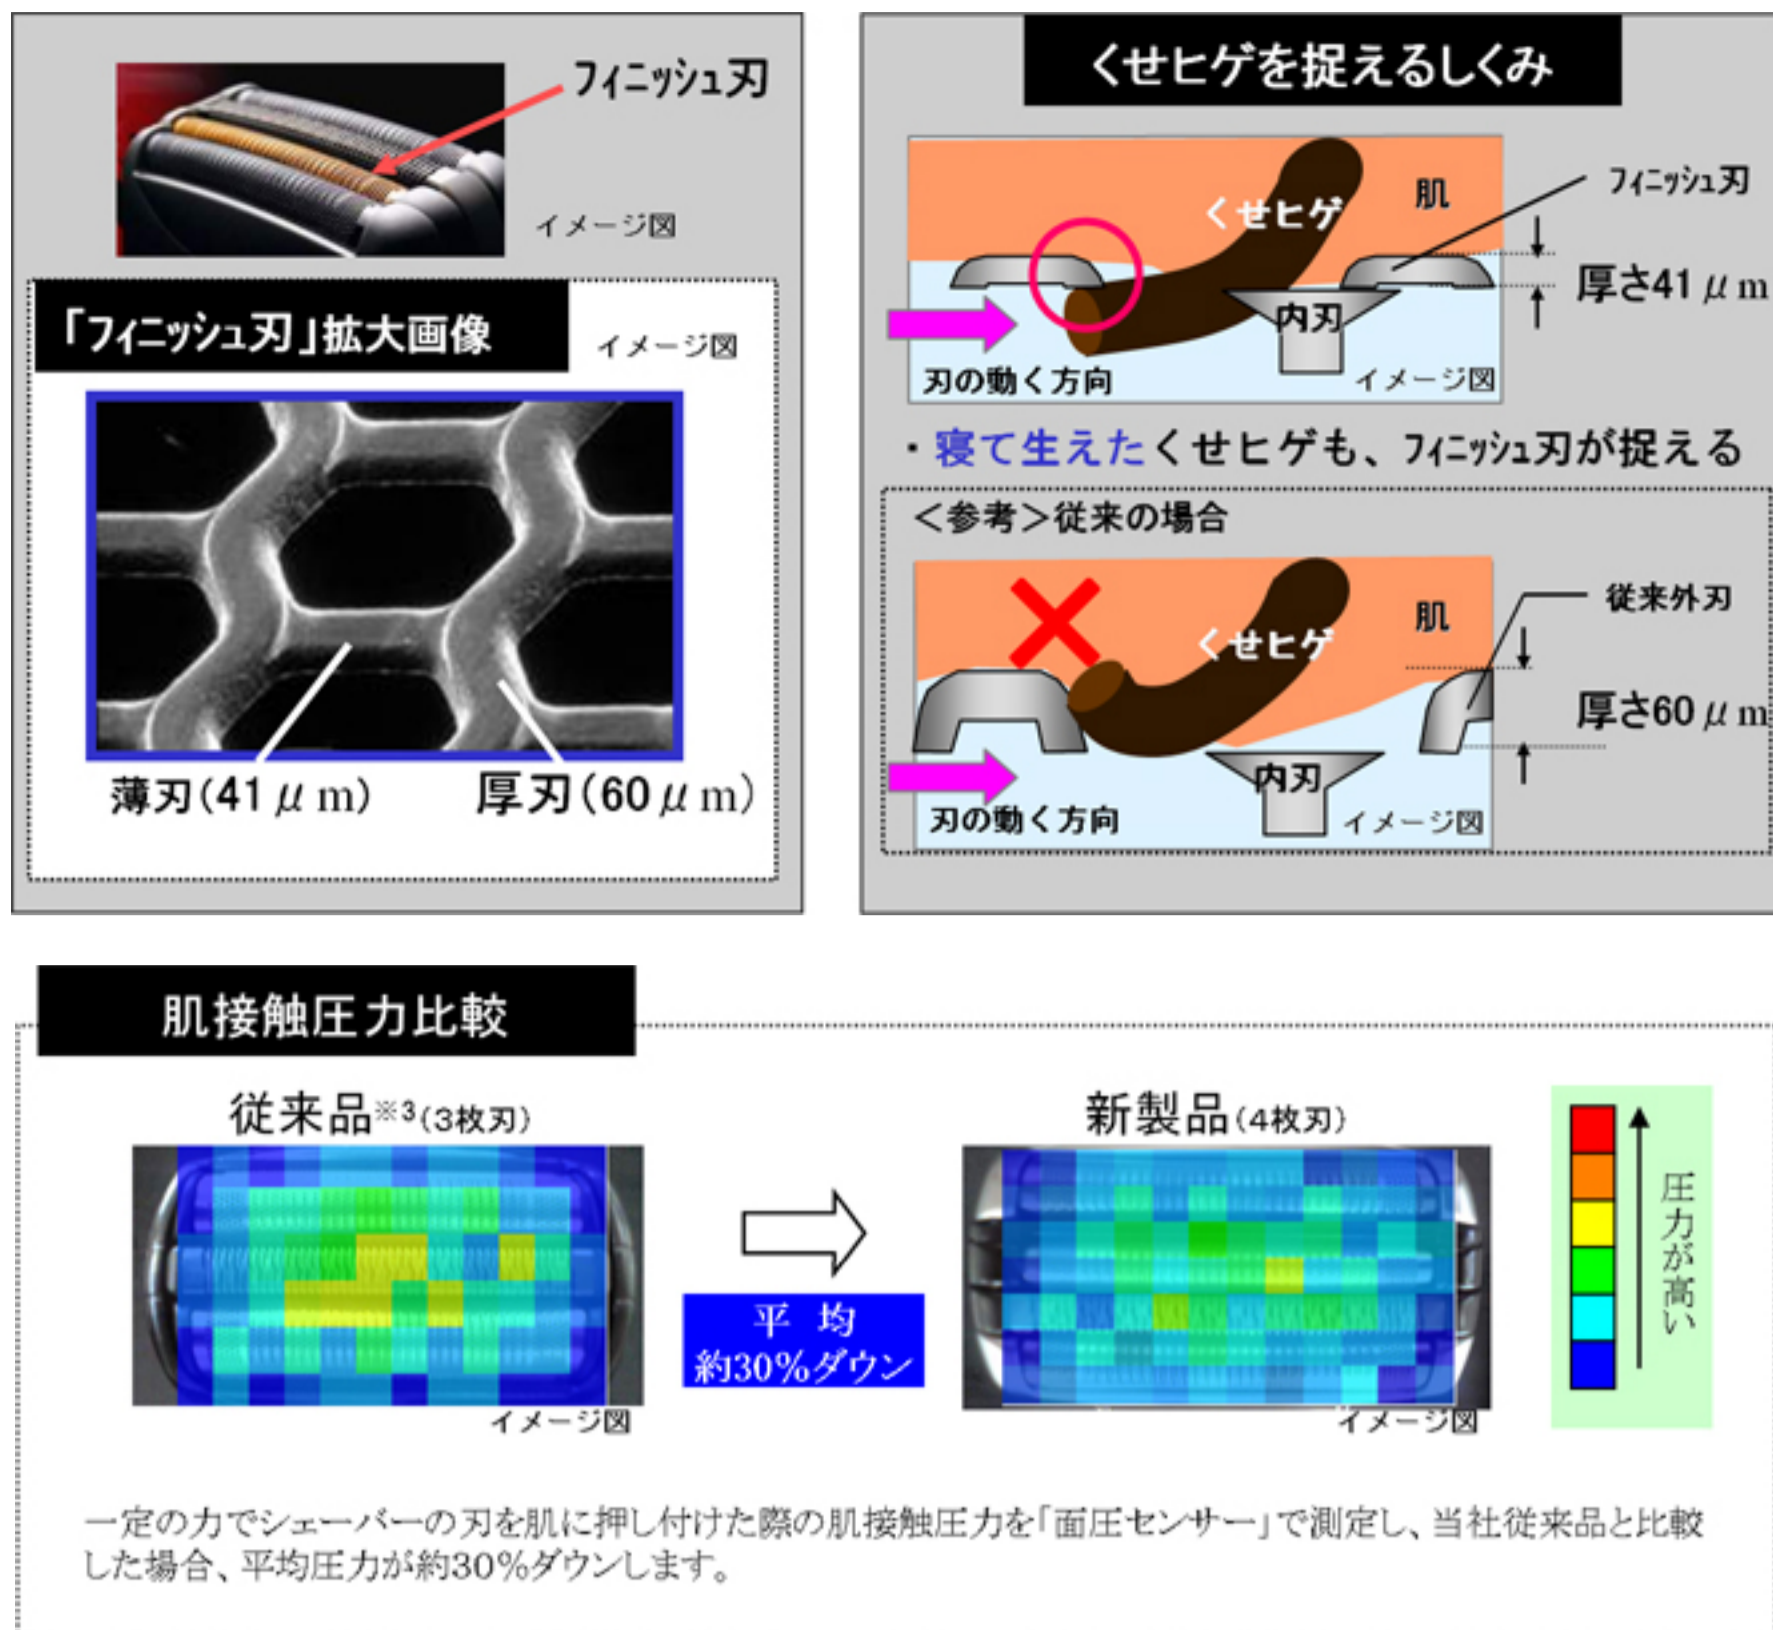 フィニッシュ刃
イメージ図
「フィニッシュ刃」拡大画像
イメージ図
薄刃(41μm)
厚刃(60μm)
くせヒゲを捉えるしくみ
フィニッシュ刃
肌
くせヒゲ
厚さ41μm
内刃
刃の動く方向
イメージ図
・寝て生えたくせヒゲも、フィニッシュ刃が捉える
＜参考＞従来の場合
従来外刃
肌
くせヒゲ
厚さ60μm
内刃
刃の動く方向
イメージ図
肌接触圧力比較
従来品※3(3枚刃)
イメージ図
平 均
約30%ダウン
新製品(4枚刃)
イメージ図
圧力が高い
一定の力でシェーバーの刃を肌に押し付けた際の肌接触圧力を「面圧センサー」で測定し、当社従来品と比較
した場合、平均圧力が約30%ダウンします。